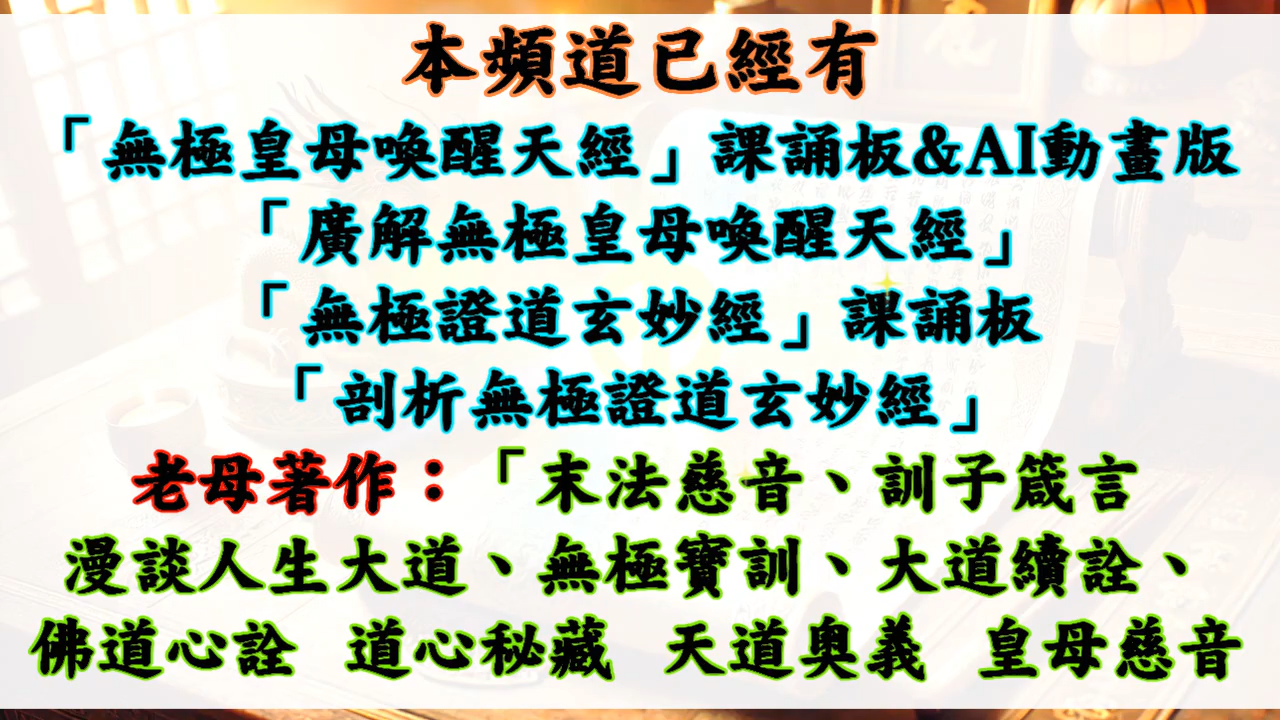 本頻道已經有
「無極皇母喚醒天經」課誦板&AI動畫版
「廣解無極皇母喚醒天經」
「無極證道玄妙經」課誦板
「剖析無極證道玄妙經」
老母著作：「末法慈音、訓子箴言
漫談人生大道、無極寶訓、大道續詮、
佛道心詮 道心秘藏 天道奧義 皇母慈音